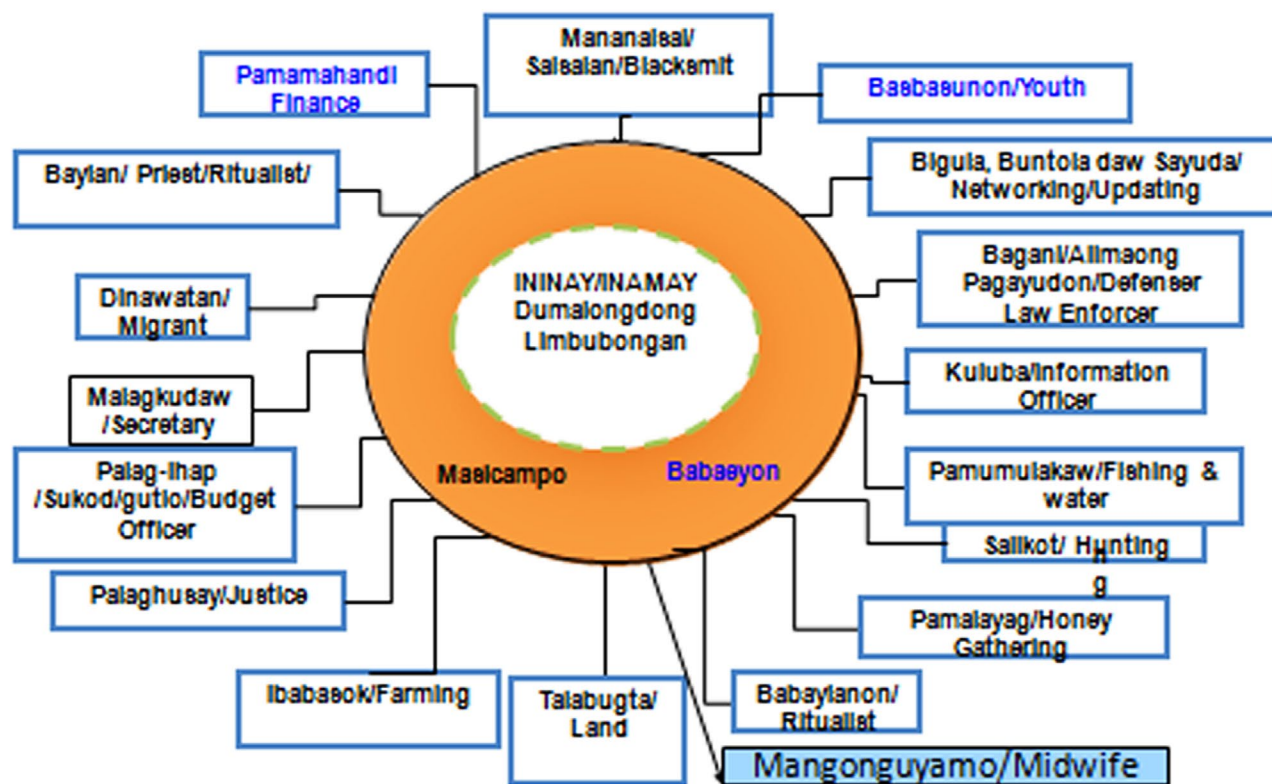 Mananalsal/
Salsalan/Blacksmit
Pamamahandi
Finance
Basbasunon/Youth
Baylan/ Priest/Ritualist/
Bigula, Buntola daw Sayuda/
Networking/Updating
Bagani/Alimaong
Pagayudon/Defenser
Law Enforcer
ININAY/INAMAY
Dumalongdong
Limbubongan
Dinawatan/
Migrant
Kuluba/Information
Officer
Malagkudaw
/Secretary
Palag-Ihap
/Sukod/gutlo/Budget
Officer
Masicampo
Babasyon
Pamumulakaw/Fishing &
water
Salikot/ Hunting
ng
Palaghusay/Justice
Pamalayag/Honey
Gathering
Ibabasok/Farming
Talabugta/
Land
Babaylanon/
Ritualist
Mangonguyamo/Midwife